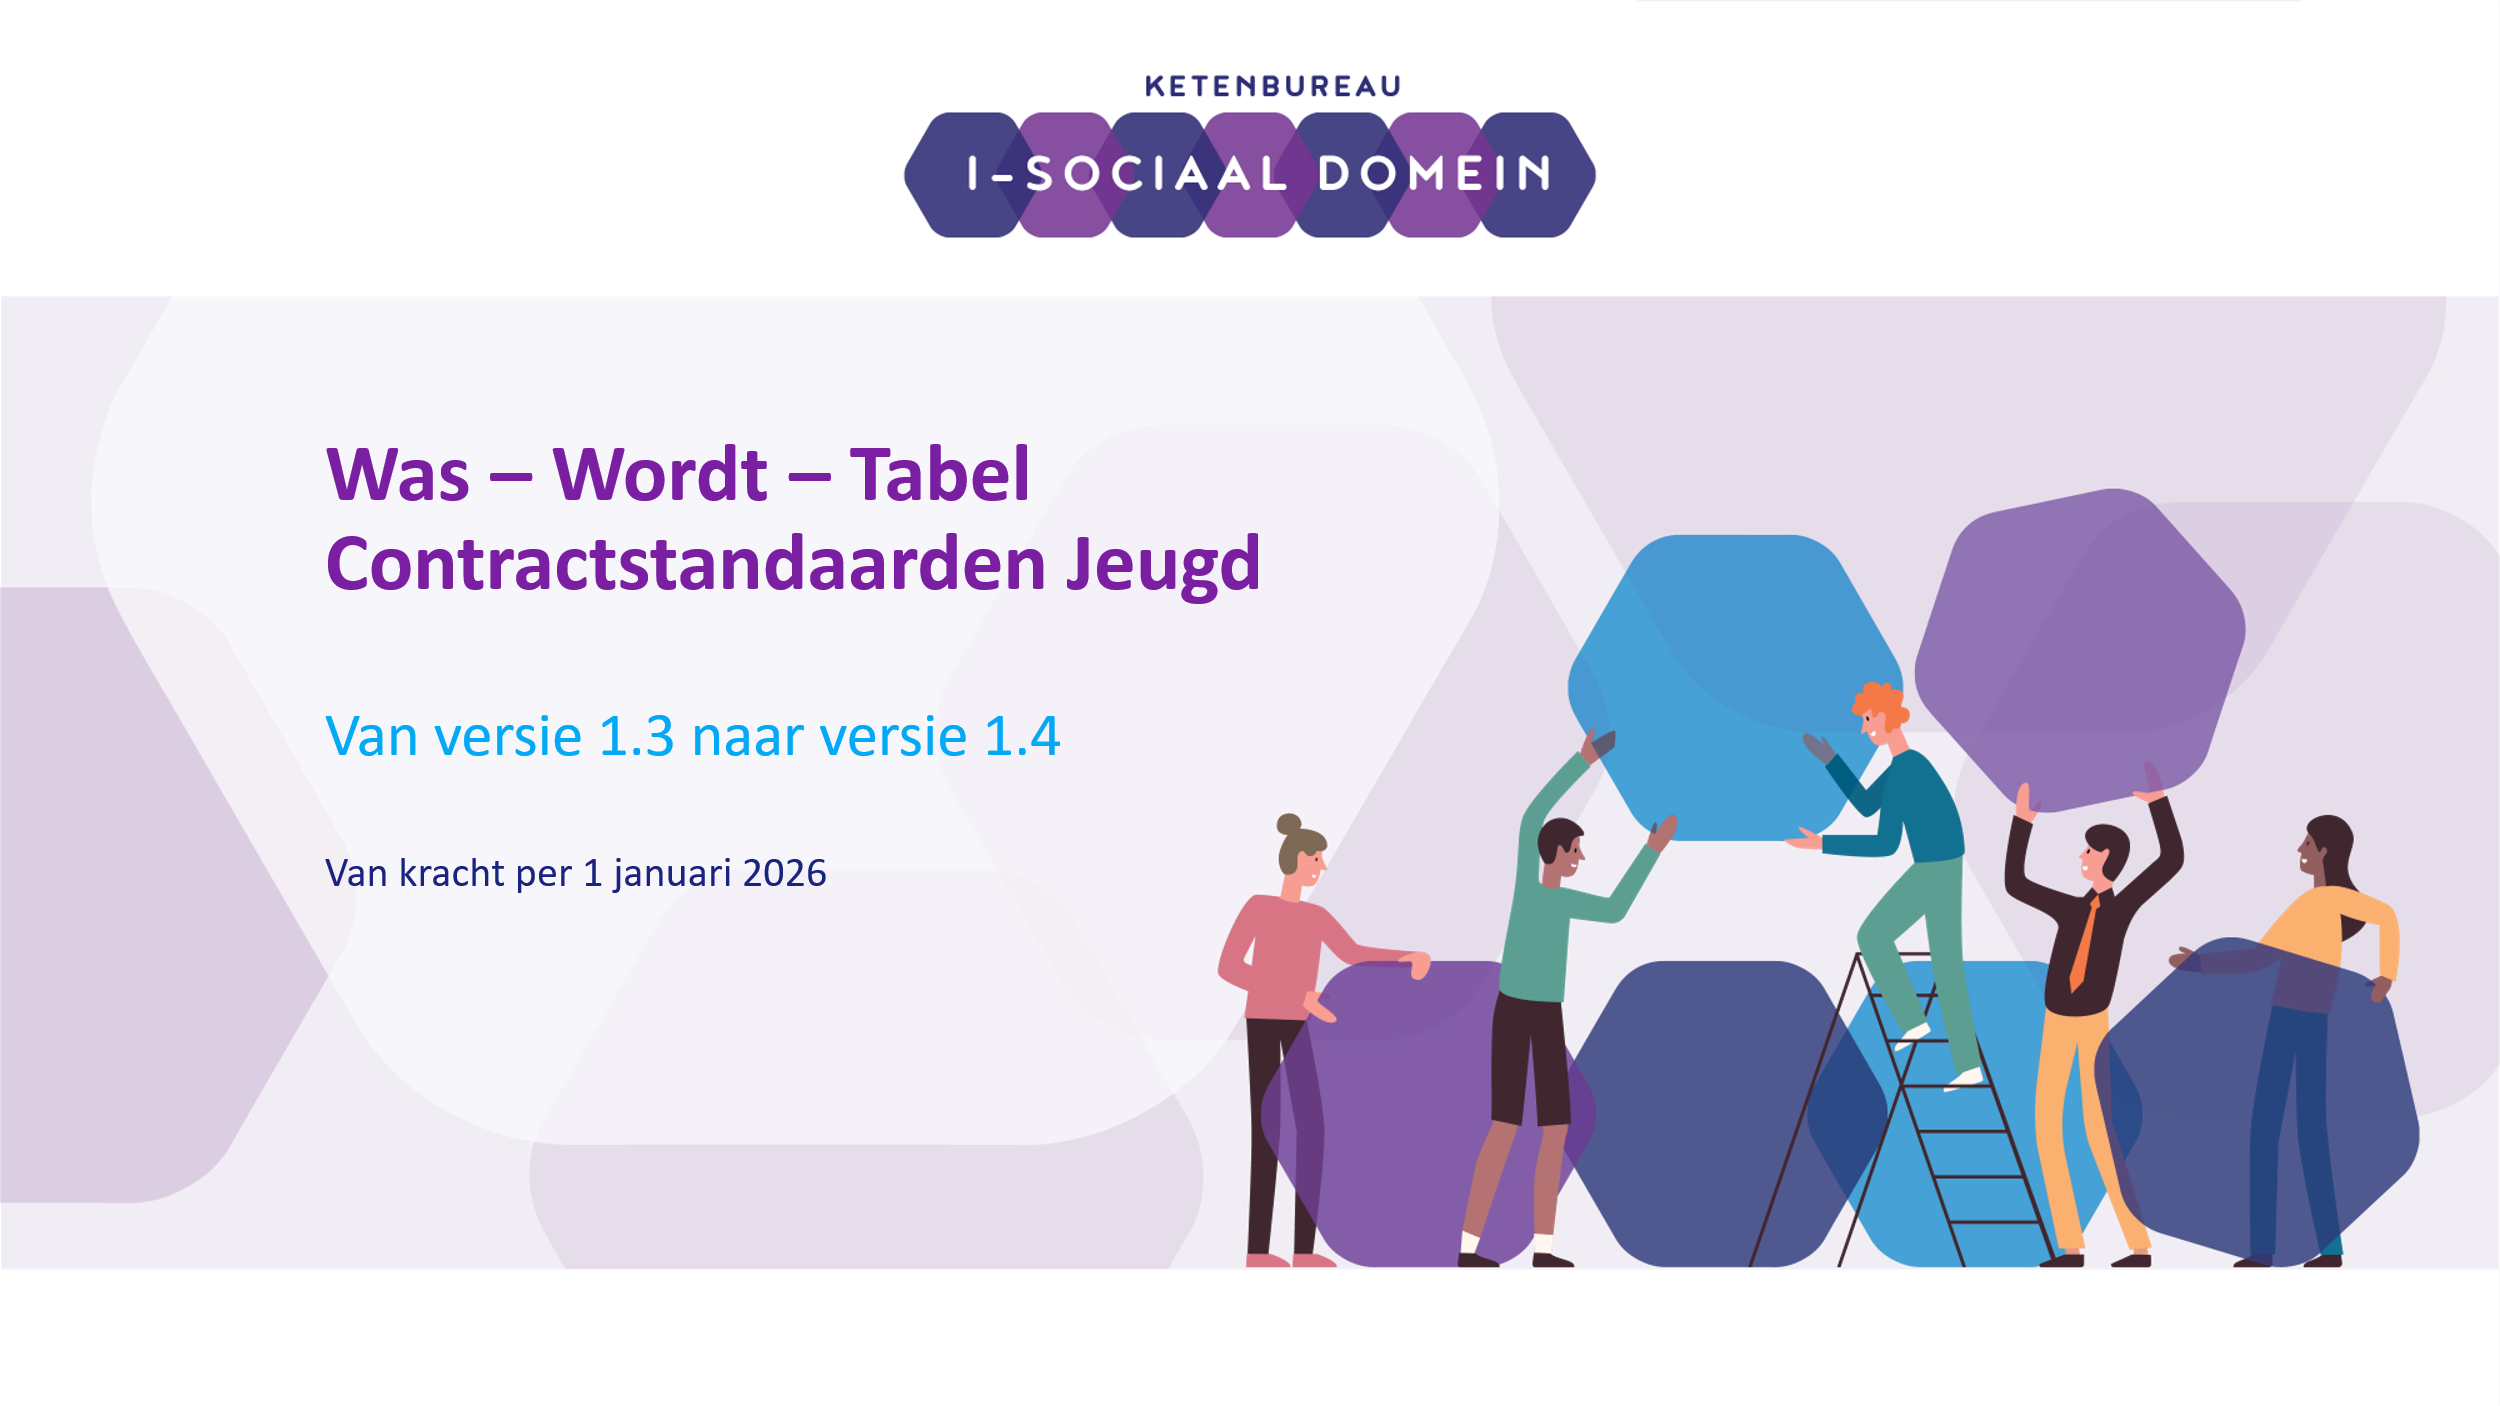 KETENBUREAU
I-SOCIAAL DOMEIN
Was – Wordt – Tabel
Contractstandaarden Jeugd
Van versie 1.3 naar versie 1.4
Van kracht per 1 januari 2026